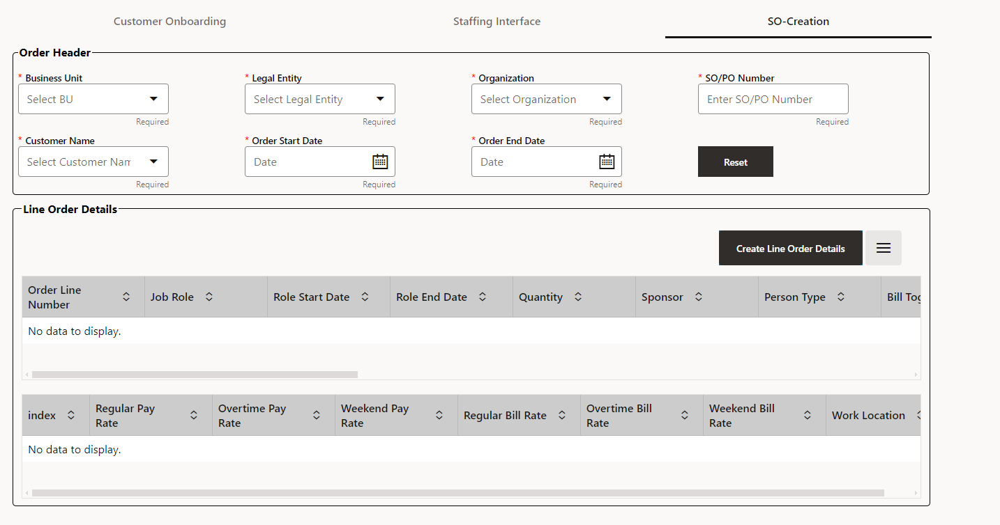 Customer Onboarding
Staffing Interface
SO-Creation
Order Header
* Business Unit
* Legal Entity
* Organization
* SO/PO Number
Select BU
Select Legal Entity
Select Organization
Enter SO/PO Number
Required
Required
Required
Required
* Customer Name
* Order Start Date
* Order End Date
Select Customer Nam
Date
Date
Reset
Required
Required
Required
Line Order Details
Create Line Order Details
Order Line
Number
Job Role
Role Start Date
Role End Date
Quantity
Sponsor
Person Type
Bill Tog
No data to display.
index
Regular Pay
Rate
Overtime Pay
Rate
Weekend Pay
Rate
Regular Bill Rate
Overtime Bill
Rate
Weekend Bill
Rate
Work Location
No data to display.